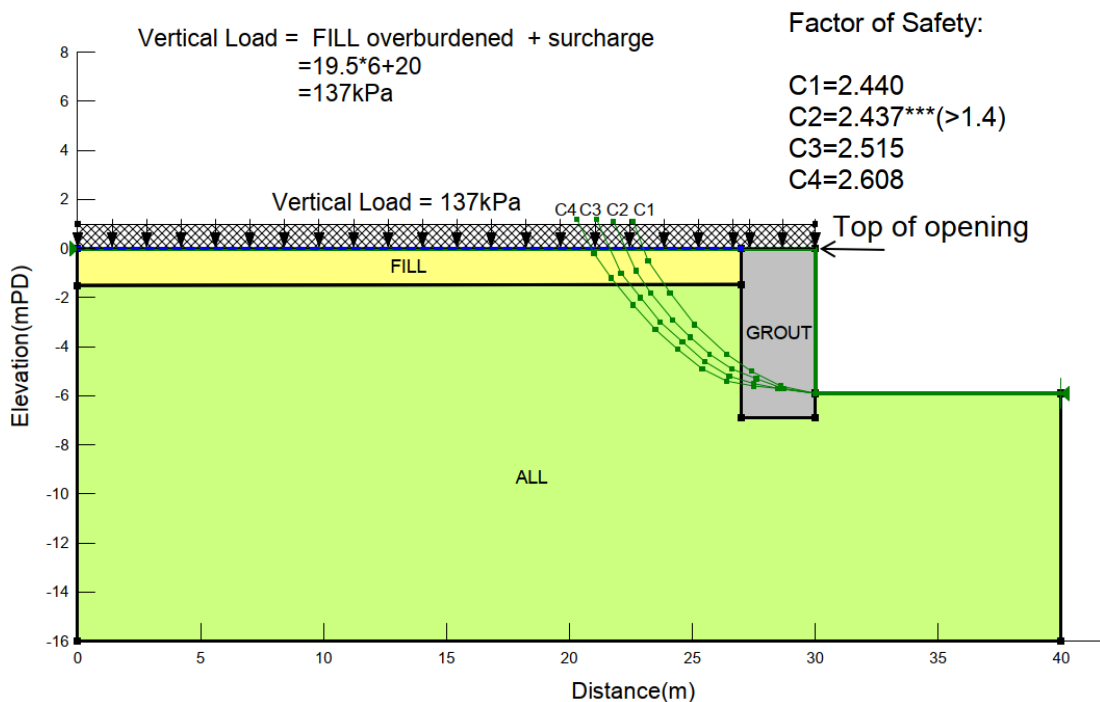 Vertical Load = FILL overburdened + surcharge
=19.5*6+20
=137kPa
Factor of Safety:
C1=2.440
C2=2.437***(>1.4)
C3=2.515
C4=2.608
Vertical Load = 137kPa
C4 C3 C2 C1
Top of opening
FILL
GROUT
ALL
Elevation(mPD)
8
6
4
2
0
-2
-4
-6
-8
-10
-12
-14
-16
0 5 10 15 20 25 30 35 40
Distance(m)